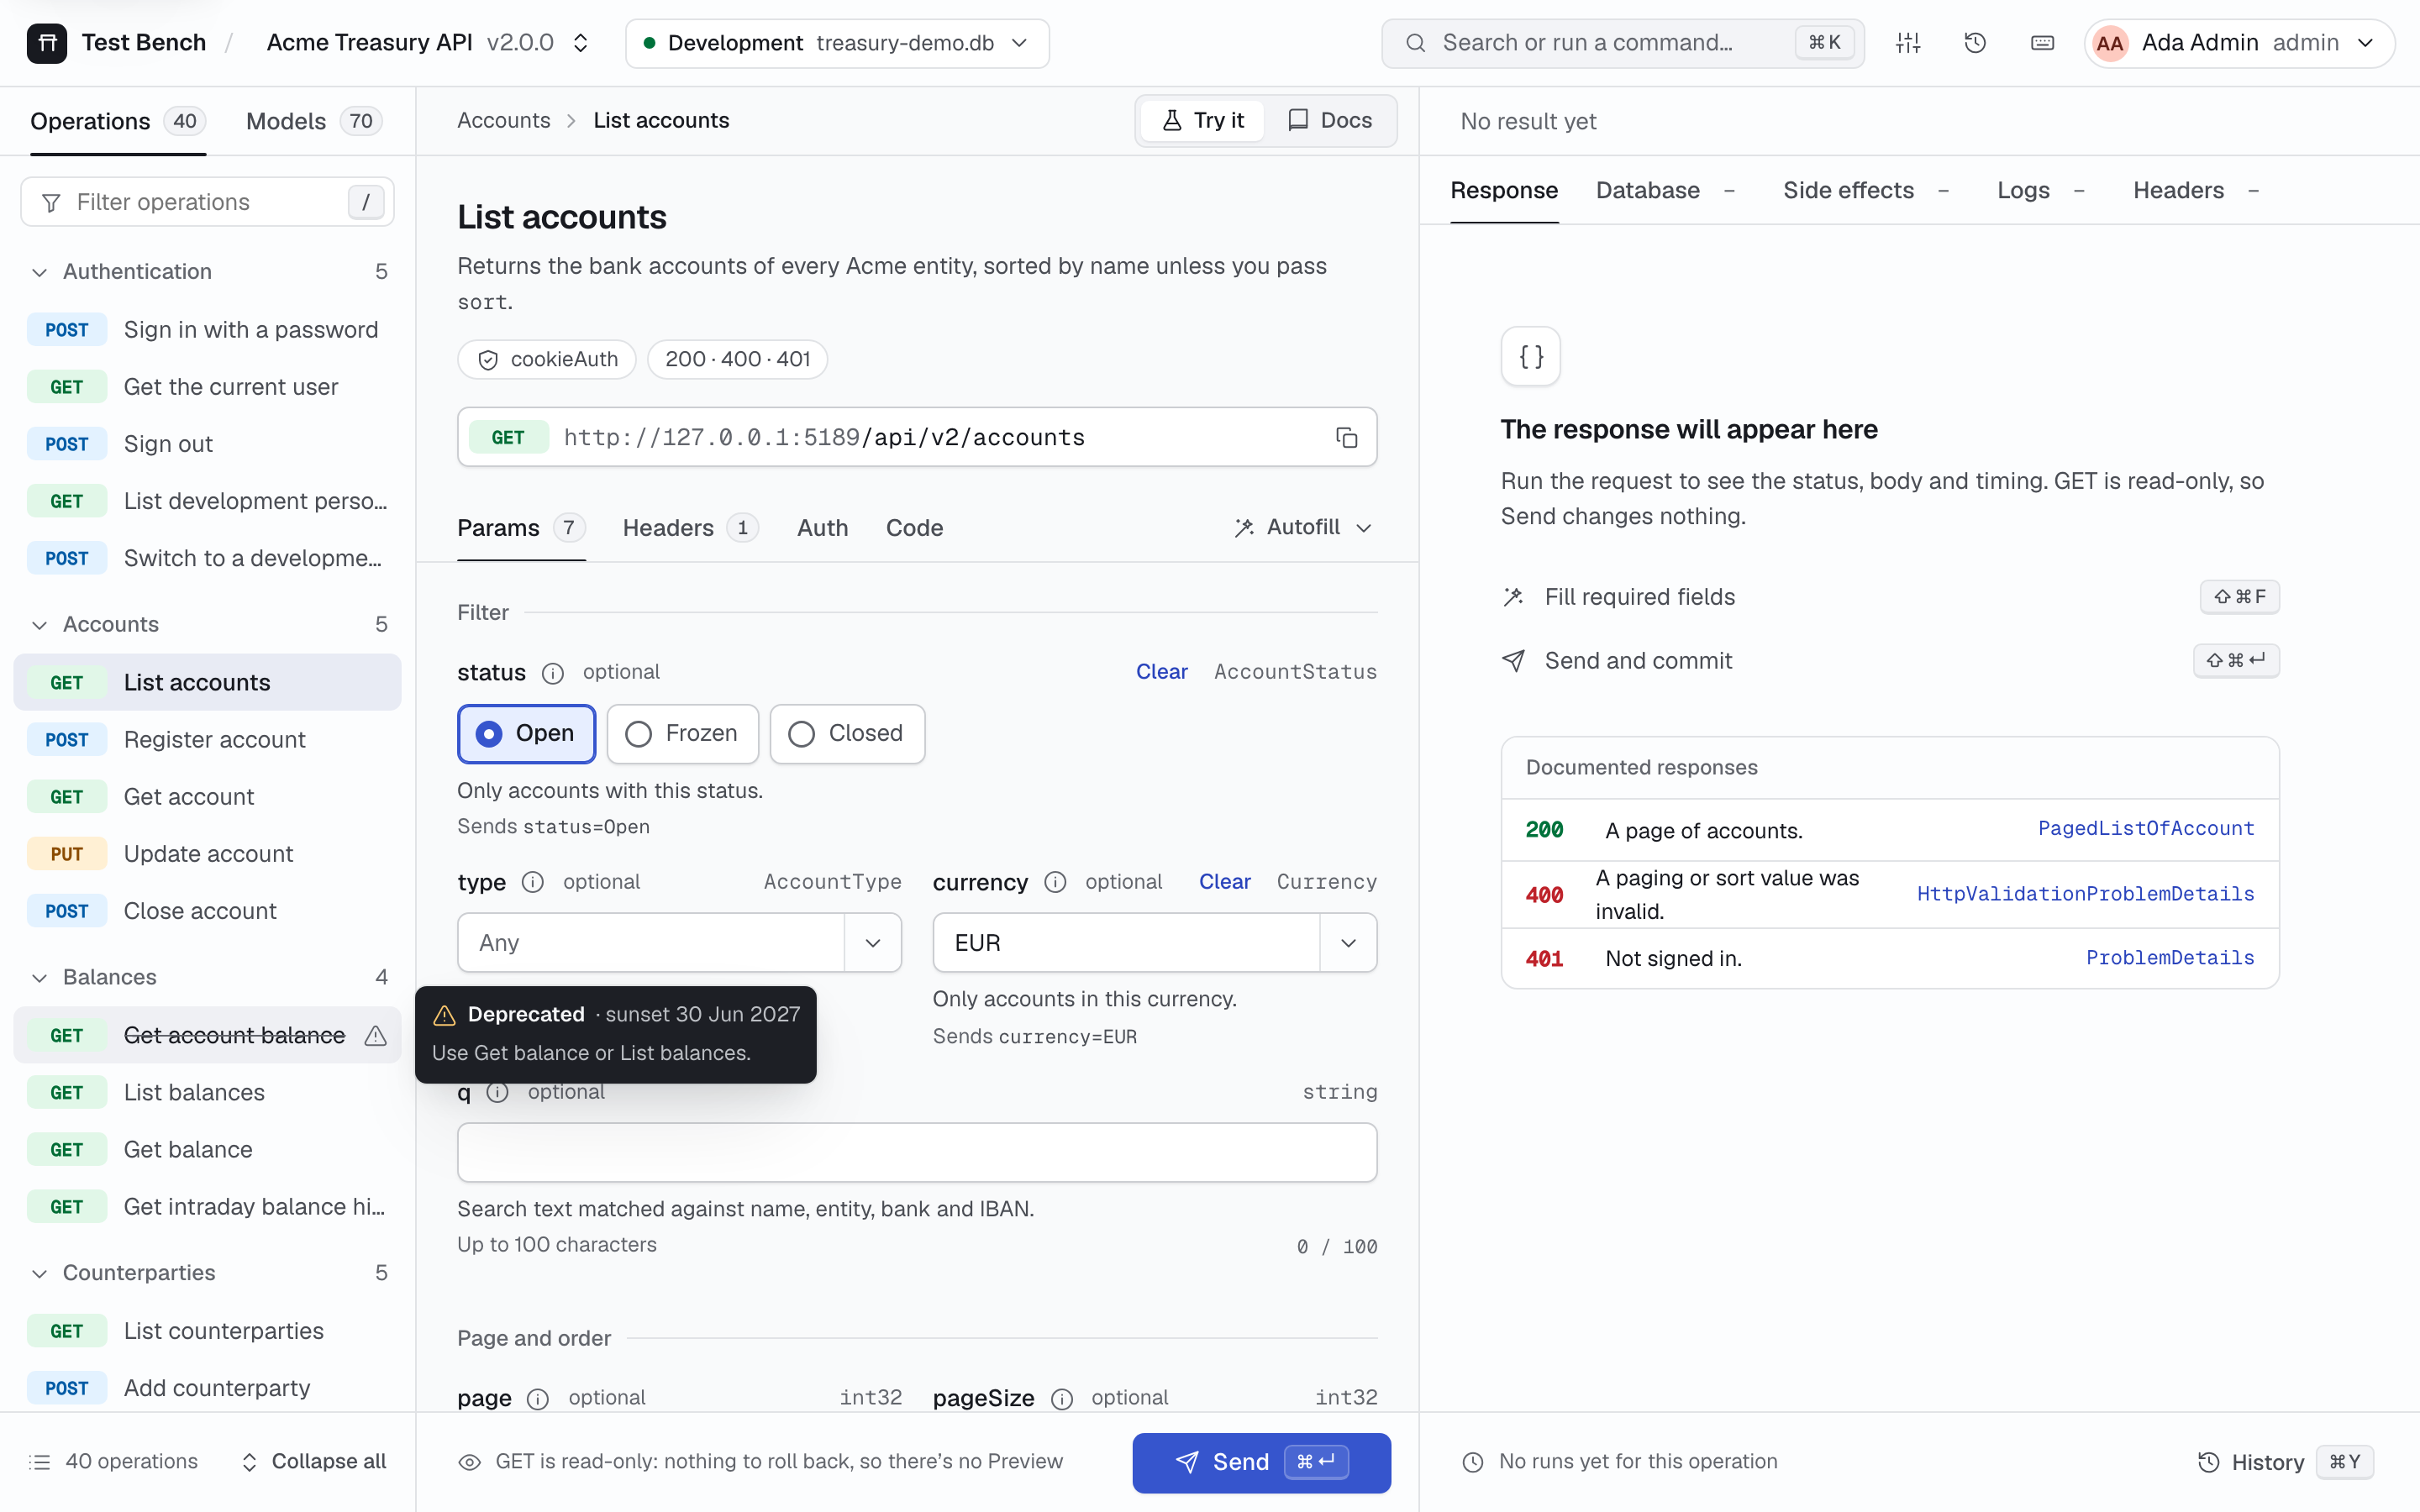 Test Bench / Acme Treasury API v2.0.0
Development treasury-demo.db
Search or run a command... ⌘K
AA Ada Admin admin
Operations 40 Models 70
Filter operations /
Authentication 5
POST Sign in with a password
GET Get the current user
POST Sign out
GET List development perso...
POST Switch to a developme...
Accounts 5
GET List accounts
POST Register account
GET Get account
PUT Update account
POST Close account
Balances 4
GET Get account balance
GET List balances
GET Get balance
GET Get intraday balance hi...
Counterparties 5
GET List counterparties
POST Add counterparty
40 operations Collapse all
Accounts > List accounts
Try it Docs
List accounts
Returns the bank accounts of every Acme entity, sorted by name unless you pass
sort.
cookieAuth 200 · 400 · 401
GET http://127.0.0.1:5189/api/v2/accounts
Params 7 Headers 1 Auth Code Autofill
Filter
status optional Clear AccountStatus
Open Frozen Closed
Only accounts with this status.
Sends status=Open
type optional AccountType
Any
currency optional Clear Currency
EUR
Only accounts in this currency.
Sends currency=EUR
Deprecated · sunset 30 Jun 2027
Use Get balance or List balances.
q optional string
Search text matched against name, entity, bank and IBAN.
Up to 100 characters 0 / 100
Page and order
page optional int32
pageSize optional int32
GET is read-only: nothing to roll back, so there’s no Preview
Send ⌘↵
No result yet
Response Database – Side effects – Logs – Headers –
{}
The response will appear here
Run the request to see the status, body and timing. GET is read-only, so
Send changes nothing.
Fill required fields ⇧⌘F
Send and commit ⇧⌘↵
Documented responses
200 A page of accounts. PagedListOfAccount
400 A paging or sort value was
invalid. HttpValidationProblemDetails
401 Not signed in. ProblemDetails
No runs yet for this operation
History ⌘Y